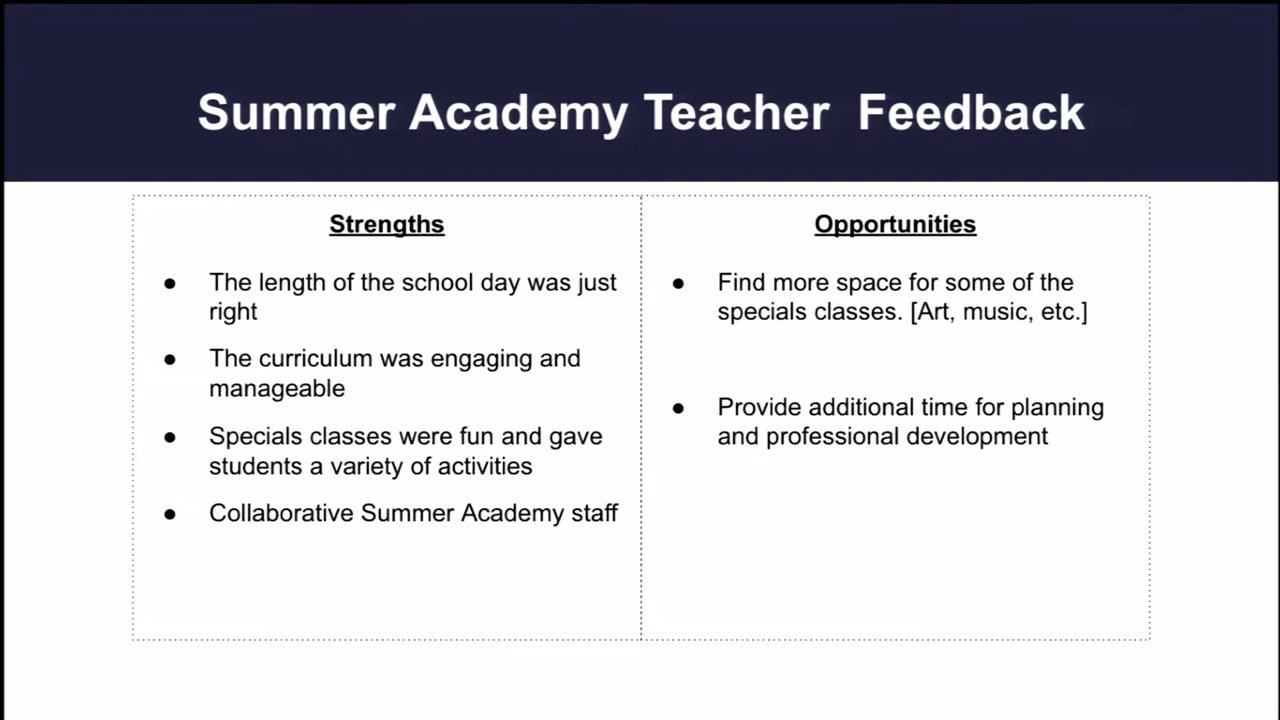 Summer Academy Teacher  Feedback
Strengths
● The length of the school day was just
right
● The curriculum was engaging and
manageable
● Specials classes were fun and gave
students a variety of activities
● Collaborative Summer Academy staff
Opportunities
● Find more space for some of the
specials classes. [Art, music, etc.]
● Provide additional time for planning
and professional development